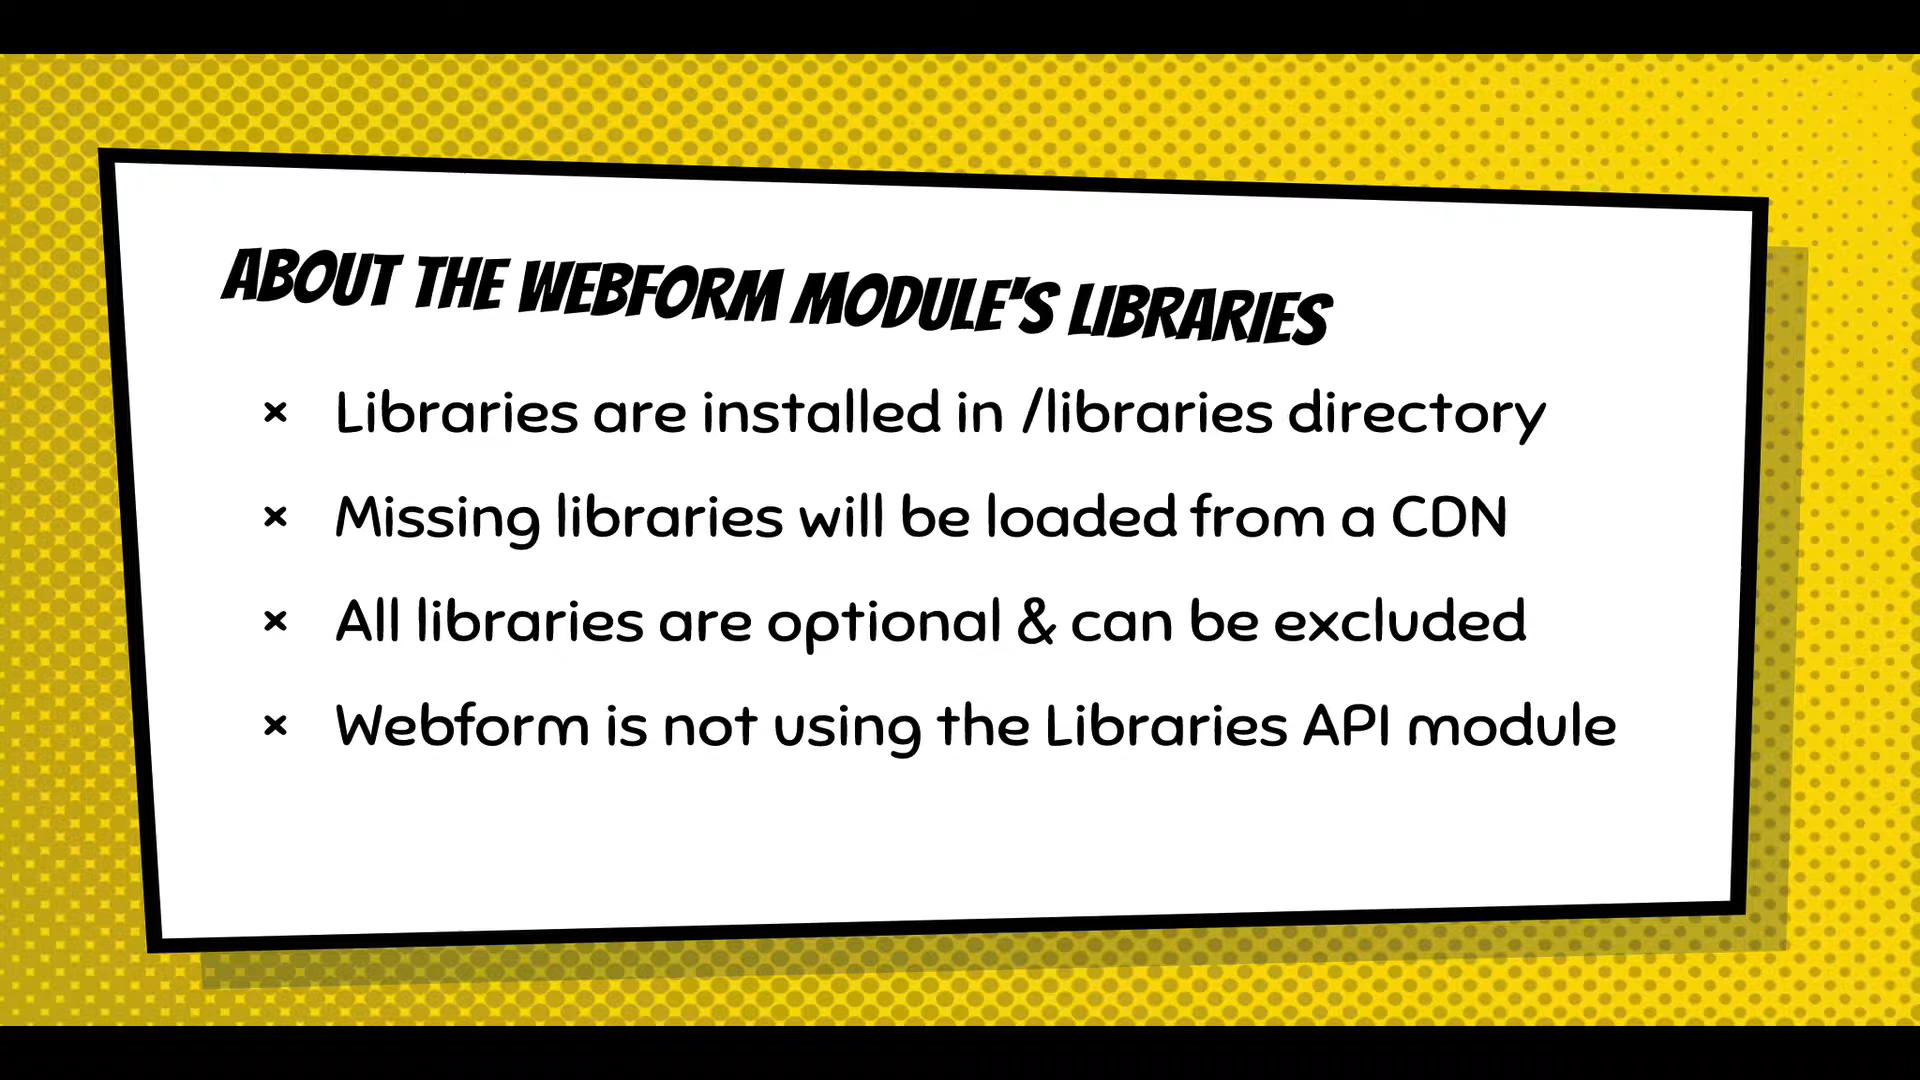 ABOUT THE WEBFORM MODULE'S LIBRARIES
× Libraries are installed in /libraries directory
× Missing libraries will be loaded from a CDN
× All libraries are optional & can be excluded
× Webform is not using the Libraries API module